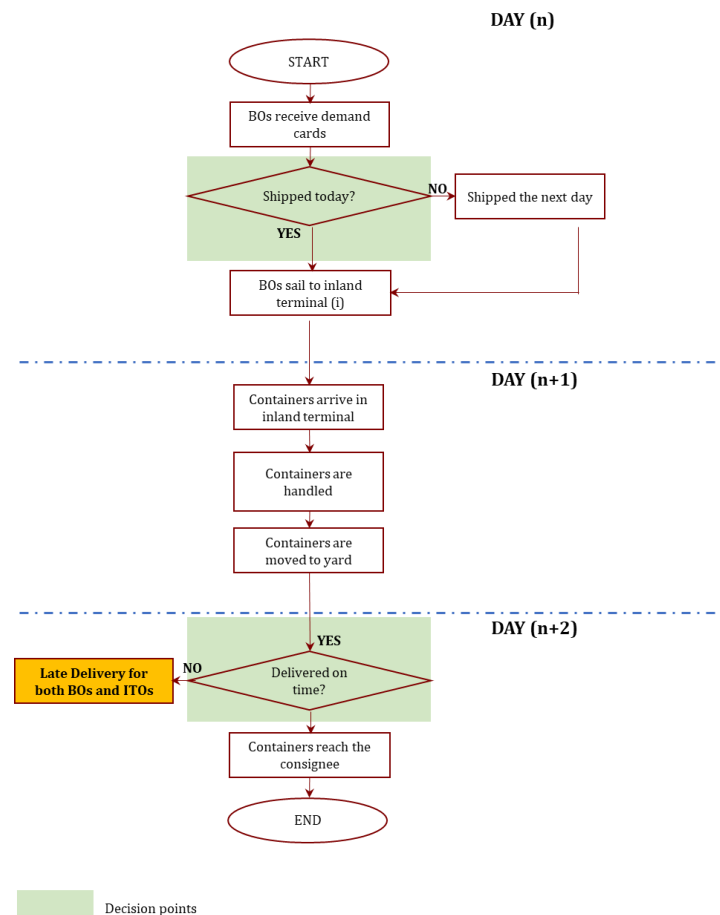 DAY (n)
START
BOs receive demand
cards
Shipped today?
NO
Shipped the next day
YES
BOs sail to inland
terminal (i)
DAY (n+1)
Containers arrive in
inland terminal
Containers are
handled
Containers are
moved to yard
DAY (n+2)
YES
NO
Late Delivery for
both BOs and ITOs
Delivered on
time?
Containers reach the
consignee
END
Decision points